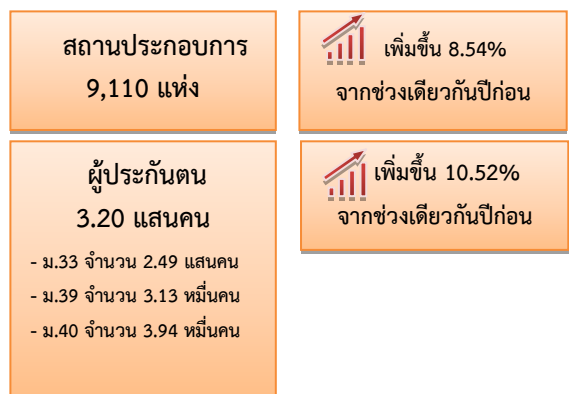 สถานประกอบการ
9,110 แห่ง
เพิ่มขึ้น 8.54%
จากช่วงเดียวกันปีก่อน
ผู้ประกันตน
3.20 แสนคน
- ม.33 จำนวน 2.49 แสนคน
- ม.39 จำนวน 3.13 หมื่นคน
- ม.40 จำนวน 3.94 หมื่นคน
เพิ่มขึ้น 10.52%
จากช่วงเดียวกันปีก่อน